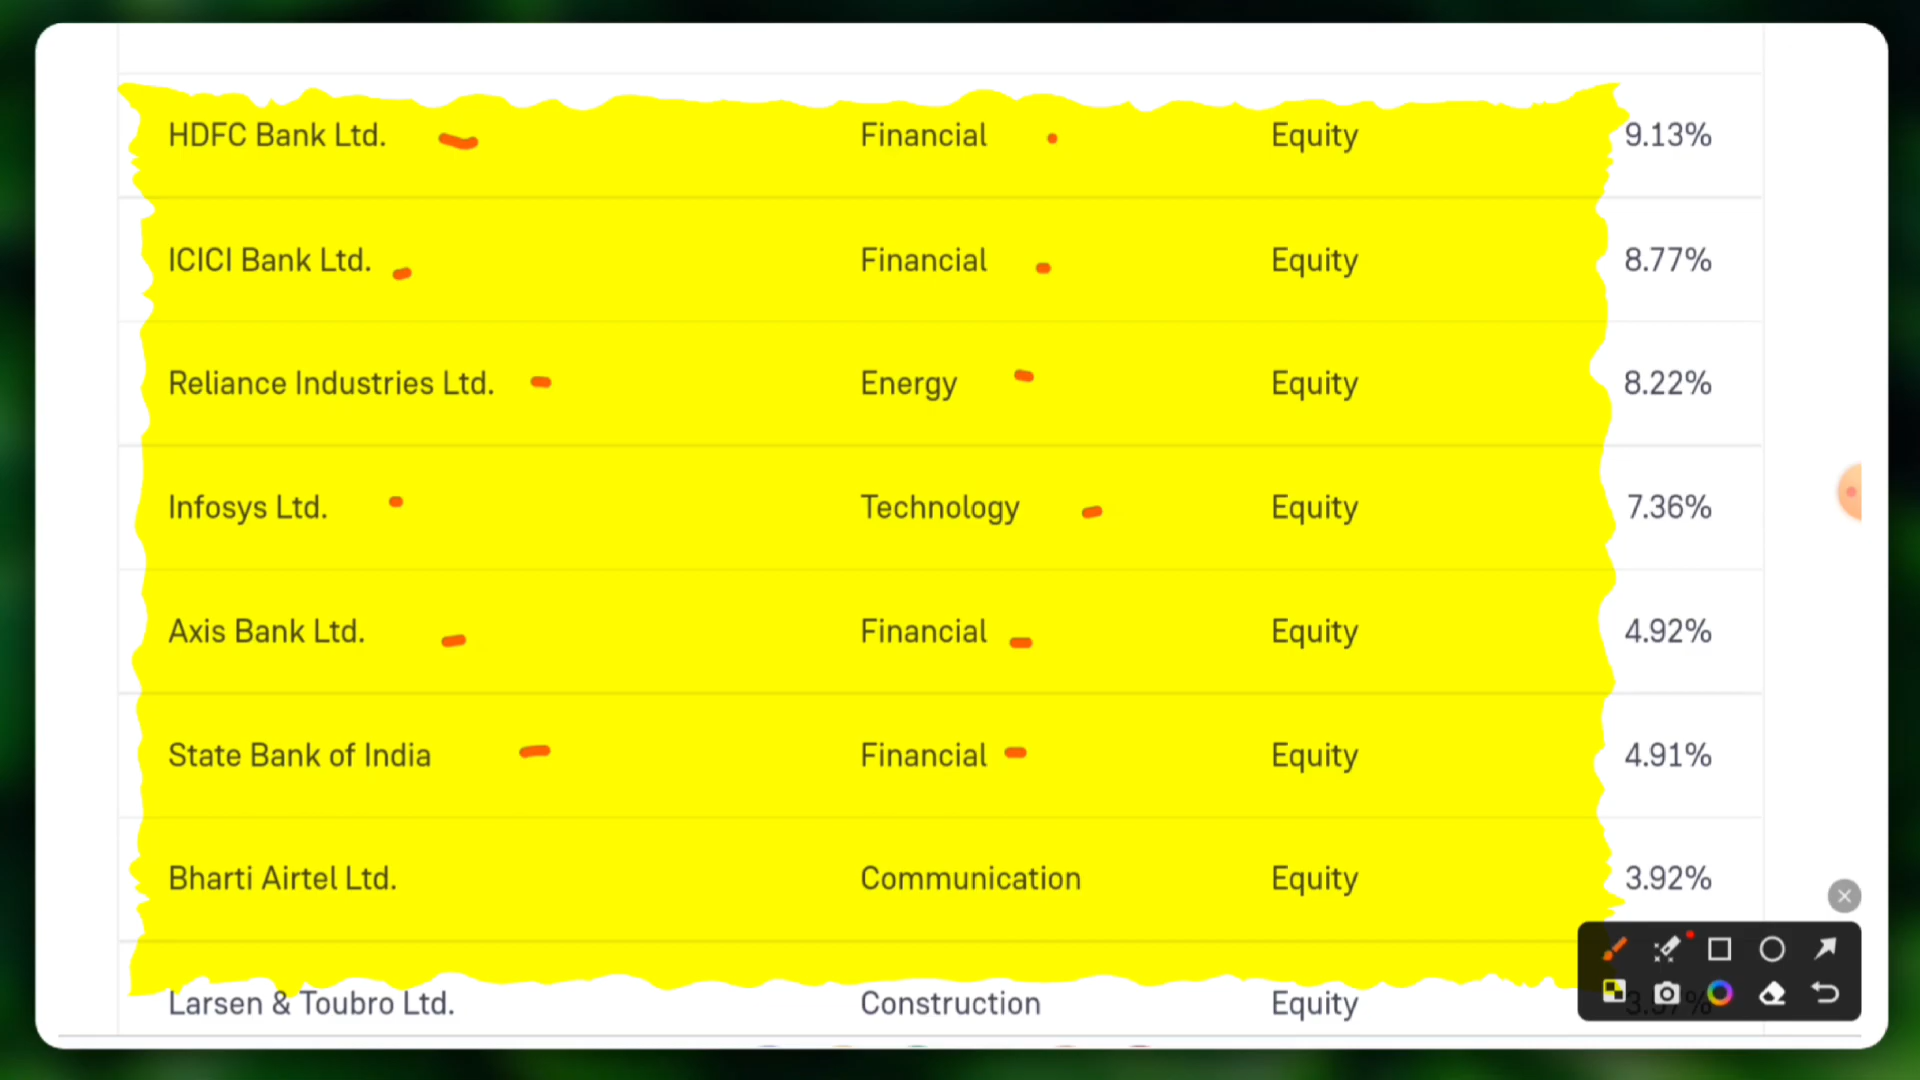 HDFC Bank Ltd. Financial Equity 9.13%
ICICI Bank Ltd. Financial Equity 8.77%
Reliance Industries Ltd. Energy Equity 8.22%
Infosys Ltd. Technology Equity 7.36%
Axis Bank Ltd. Financial Equity 4.92%
State Bank of India Financial Equity 4.91%
Bharti Airtel Ltd. Communication Equity 3.92%
Larsen & Toubro Ltd. Construction Equity